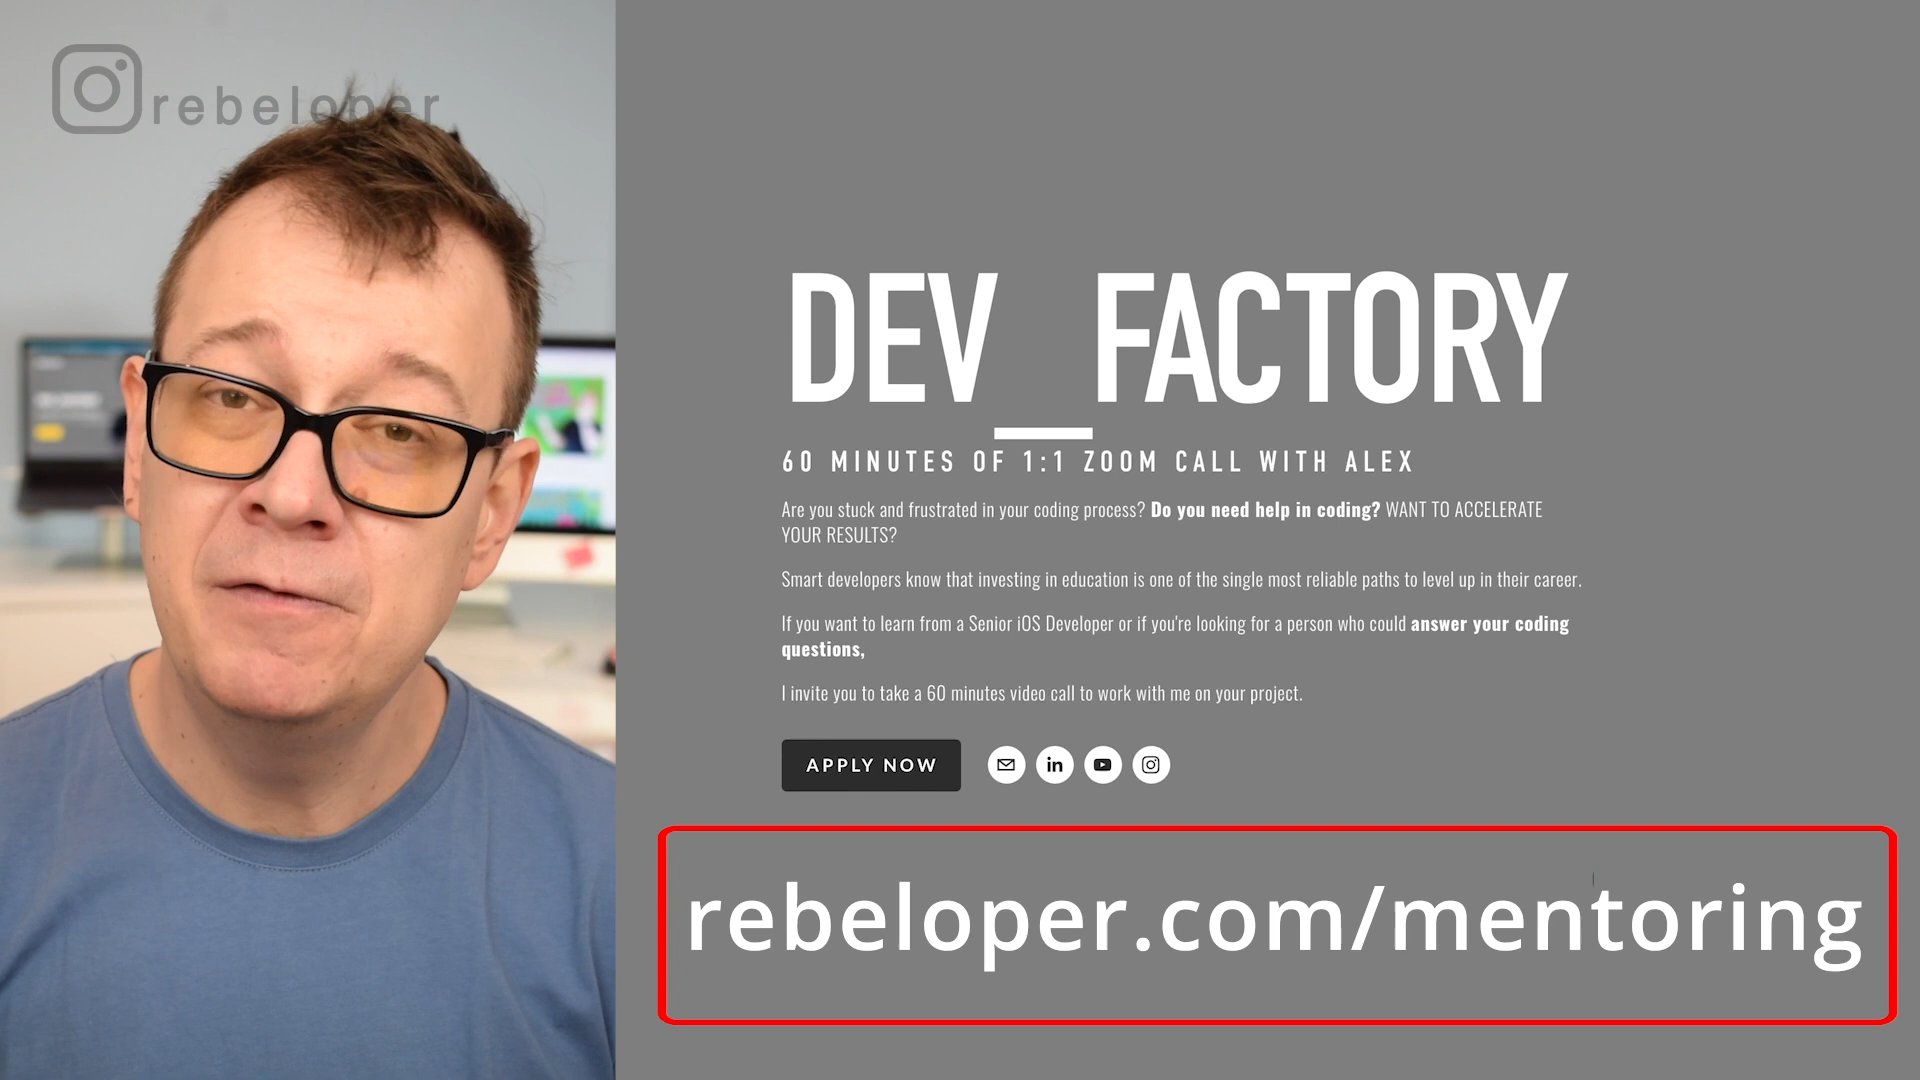 rebeloper
DEV_FACTORY
60 MINUTES OF 1:1 ZOOM CALL WITH ALEX
Are you stuck and frustrated in your coding process? Do you need help in coding? WANT TO ACCELERATE
YOUR RESULTS?
Smart developers know that investing in education is one of the single most reliable paths to level up in their career.
If you want to learn from a Senior iOS Developer or if you're looking for a person who could answer your coding
questions,
I invite you to take a 60 minutes video call to work with me on your project.
APPLY NOW
in
rebeloper.com/mentoring